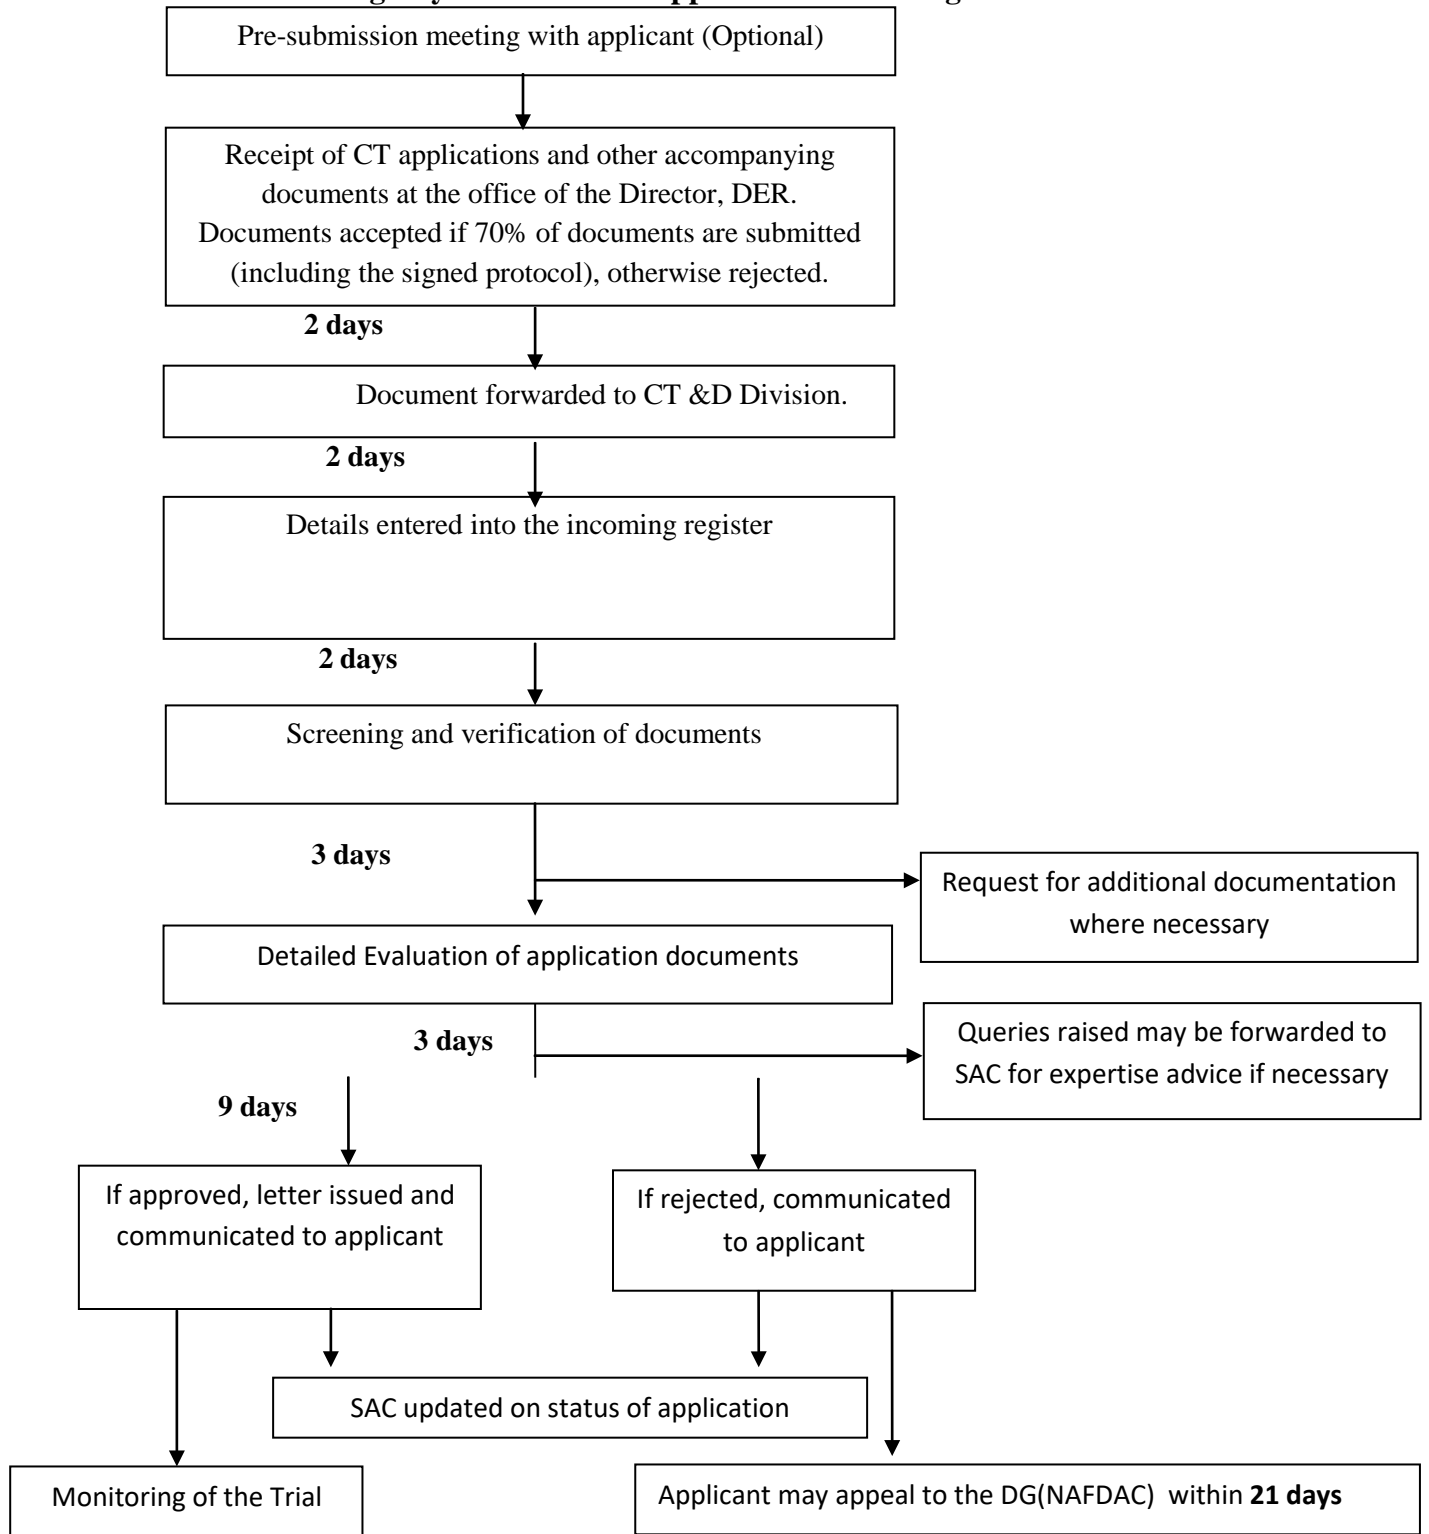 Pre-submission meeting with applicant (Optional)
Receipt of CT applications and other accompanying
documents at the office of the Director, DER.
Documents accepted if 70% of documents are submitted
(including the signed protocol), otherwise rejected.
2 days
Document forwarded to CT &D Division.
2 days
Details entered into the incoming register
2 days
Screening and verification of documents
3 days
Request for additional documentation
where necessary
Detailed Evaluation of application documents
3 days
Queries raised may be forwarded to
SAC for expertise advice if necessary
9 days
If approved, letter issued and
communicated to applicant
If rejected, communicated
to applicant
SAC updated on status of application
Monitoring of the Trial
Applicant may appeal to the DG(NAFDAC) within 21 days